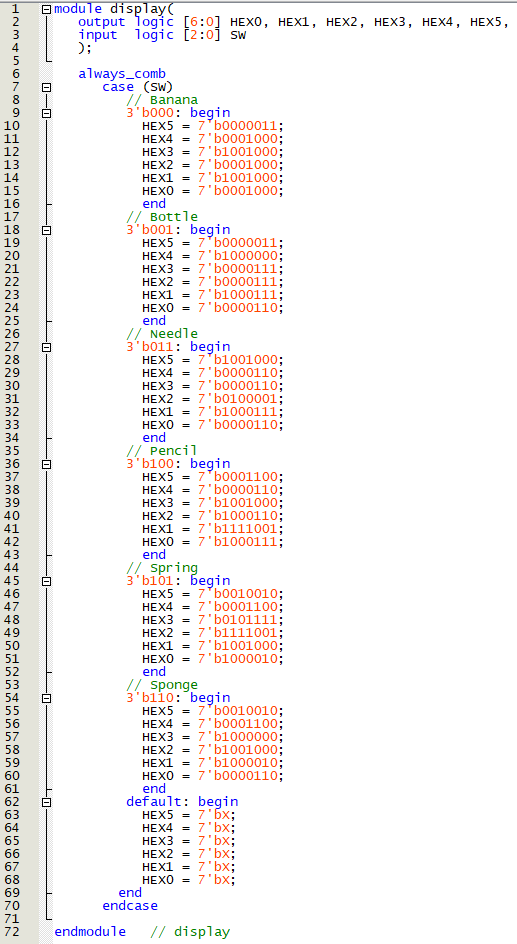 1 module display(
2 output logic [6:0] HEX0, HEX1, HEX2, HEX3, HEX4, HEX5,
3 input logic [2:0] SW
4 );
5
6 always_comb
7 case (SW)
8 // Banana
9 3'b000: begin
10 HEX5 = 7'b0000011;
11 HEX4 = 7'b0001000;
12 HEX3 = 7'b1001000;
13 HEX2 = 7'b0001000;
14 HEX1 = 7'b1001000;
15 HEX0 = 7'b0001000;
16 end
17 // Bottle
18 3'b001: begin
19 HEX5 = 7'b0000011;
20 HEX4 = 7'b1000000;
21 HEX3 = 7'b0000111;
22 HEX2 = 7'b0000111;
23 HEX1 = 7'b1000111;
24 HEX0 = 7'b0000110;
25 end
26 // Needle
27 3'b011: begin
28 HEX5 = 7'b1001000;
29 HEX4 = 7'b0000110;
30 HEX3 = 7'b0000110;
31 HEX2 = 7'b0100001;
32 HEX1 = 7'b1000111;
33 HEX0 = 7'b0000110;
34 end
35 // Pencil
36 3'b100: begin
37 HEX5 = 7'b0001100;
38 HEX4 = 7'b0000110;
39 HEX3 = 7'b1001000;
40 HEX2 = 7'b1000110;
41 HEX1 = 7'b1111001;
42 HEX0 = 7'b1000111;
43 end
44 // Spring
45 3'b101: begin
46 HEX5 = 7'b0010010;
47 HEX4 = 7'b0001100;
48 HEX3 = 7'b0101111;
49 HEX2 = 7'b1111001;
50 HEX1 = 7'b1001000;
51 HEX0 = 7'b1000010;
52 end
53 // Sponge
54 3'b110: begin
55 HEX5 = 7'b0010010;
56 HEX4 = 7'b0001100;
57 HEX3 = 7'b1000000;
58 HEX2 = 7'b1001000;
59 HEX1 = 7'b1000010;
60 HEX0 = 7'b0000110;
61 end
62 default: begin
63 HEX5 = 7'bX;
64 HEX4 = 7'bX;
65 HEX3 = 7'bX;
66 HEX2 = 7'bX;
67 HEX1 = 7'bX;
68 HEX0 = 7'bX;
69 end
70 endcase
71
72 endmodule // display